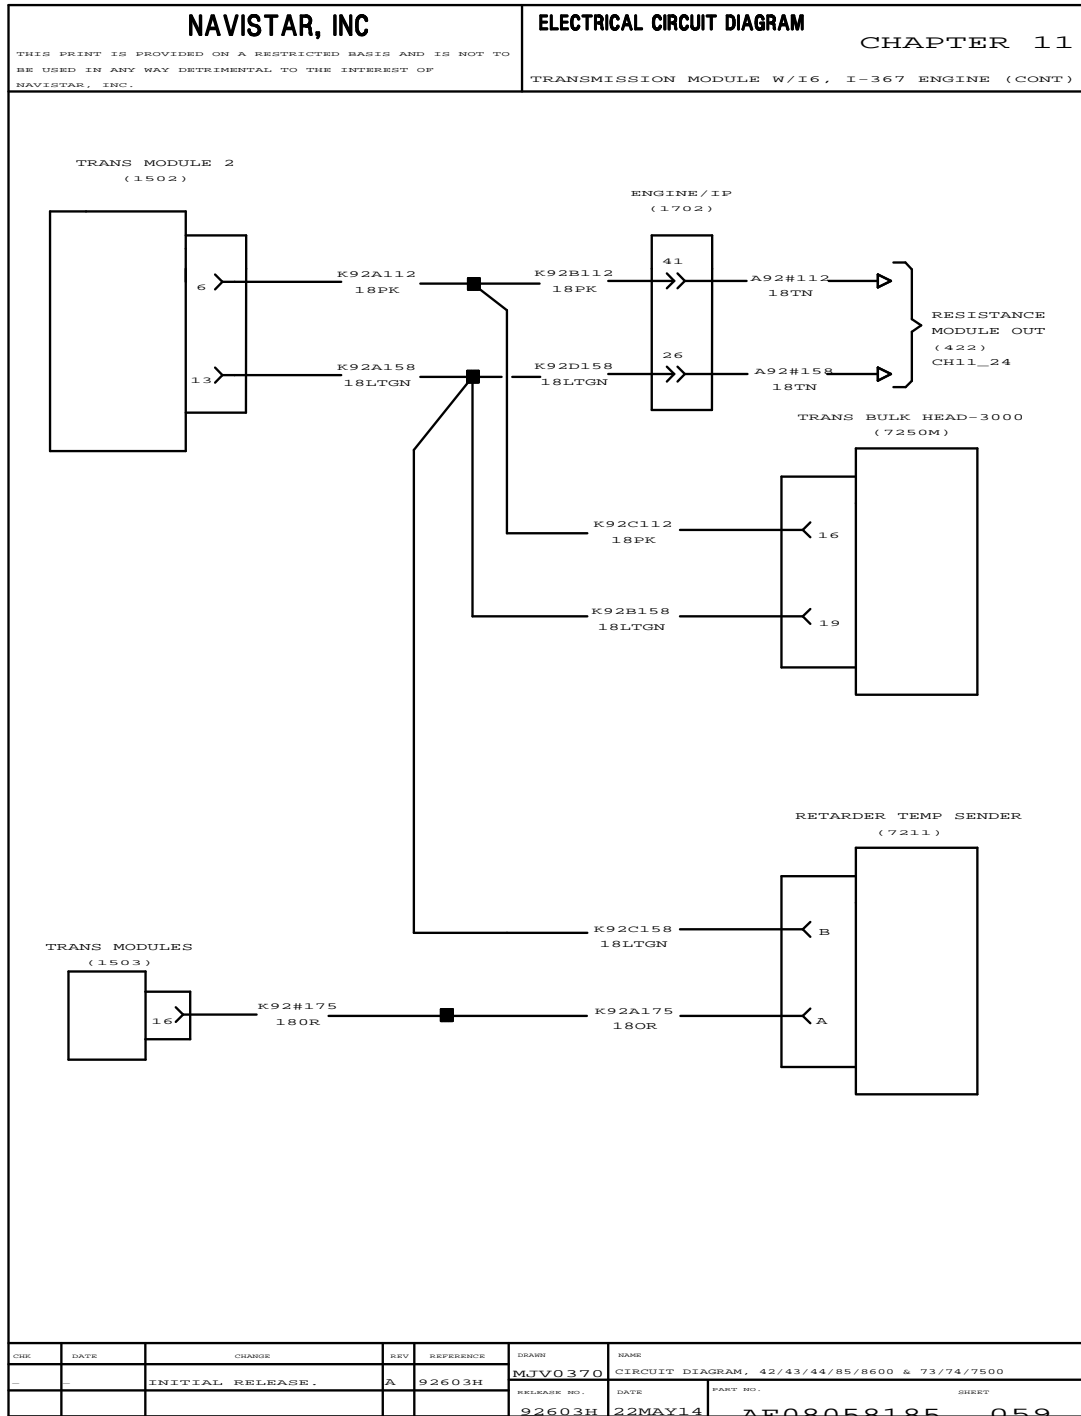 NAVISTAR, INC
THIS PRINT IS PROVIDED ON A RESTRICTED BASIS AND IS NOT TO
BE USED IN ANY WAY DETRIMENTAL TO THE INTEREST OF
NAVISTAR, INC.
ELECTRICAL CIRCUIT DIAGRAM
CHAPTER 11
TRANSMISSION MODULE W/I6, I-367 ENGINE (CONT)
TRANS MODULE 2
(1502)
ENGINE/IP
(1702)
6
K92A112
18PK
K92B112
18PK
41
A92#112
18TN
13
K92A158
18LTGN
K92D158
18LTGN
26
A92#158
18TN
RESISTANCE
MODULE OUT
(422)
CH11_24
TRANS BULK HEAD-3000
(7250M)
K92C112
18PK
16
K92B158
18LTGN
19
RETARDER TEMP SENDER
(7211)
K92C158
18LTGN
B
TRANS MODULES
(1503)
16
K92#175
18OR
K92A175
18OR
A
CHK DATE CHANGE REV REFERENCE
- - INITIAL RELEASE. A 92603H
DRAWN
MJV0370
NAME
CIRCUIT DIAGRAM, 42/43/44/85/8600 & 73/74/7500
RELEASE NO.
92603H
DATE
22MAY14
PART NO.
AF08058185
SHEET
059